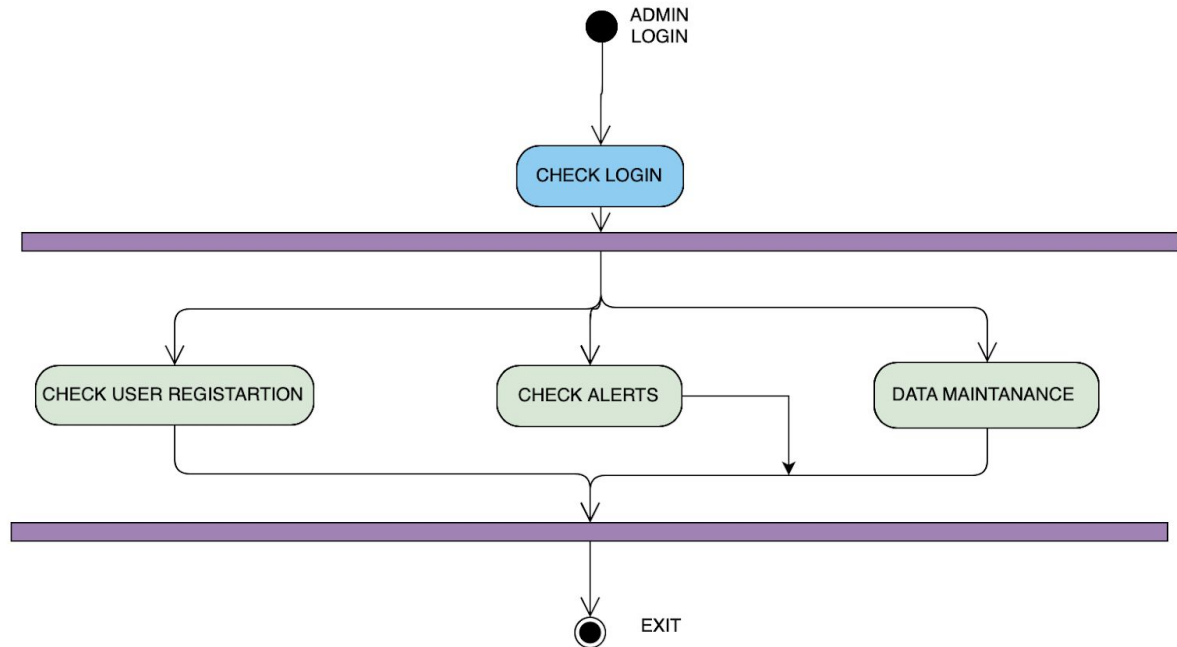 ADMIN
LOGIN
CHECK LOGIN
CHECK USER REGISTARTION
CHECK ALERTS
DATA MAINTANANCE
EXIT